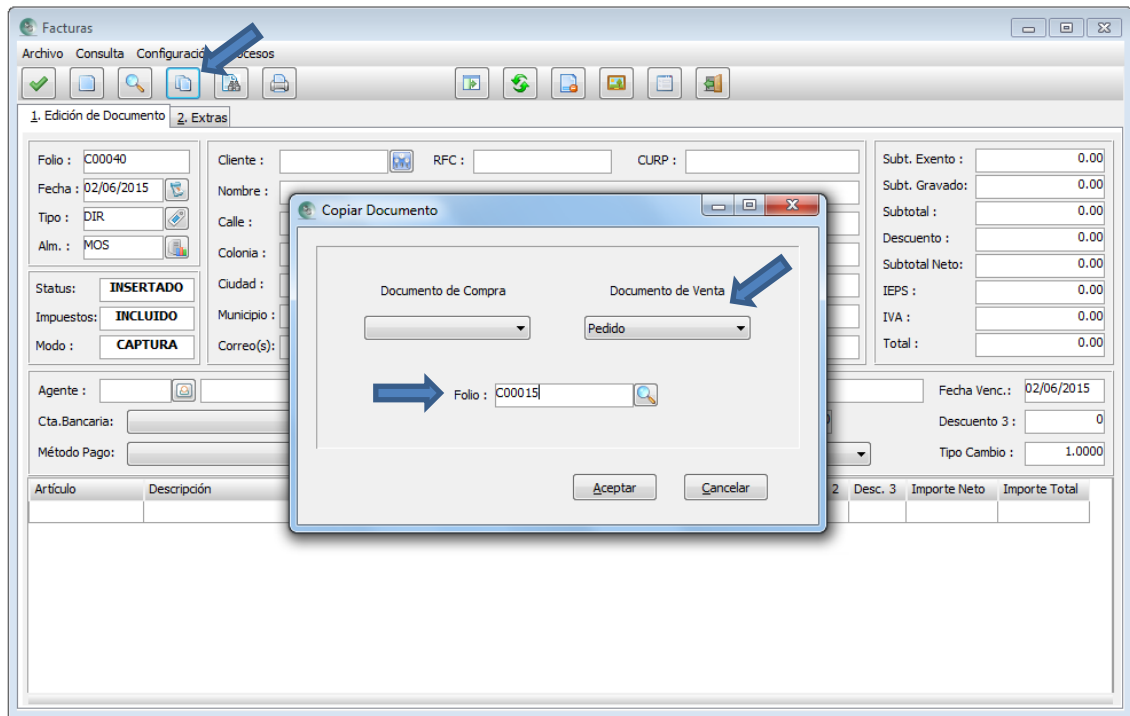 Facturas
Archivo Consulta Configuració ocesos
1. Edición de Documento 2. Extras
Folio : C00040
Fecha : 02/06/2015
Tipo : DIR
Alm. : MOS
Status: INSERTADO
Impuestos: INCLUIDO
Modo : CAPTURA
Cliente : RFC : CURP :
Nombre :
Calle :
Colonia :
Ciudad :
Municipio :
Correo(s):
Subt. Exento : 0.00
Subt. Gravado: 0.00
Subtotal : 0.00
Descuento : 0.00
Subtotal Neto: 0.00
IEPS : 0.00
IVA : 0.00
Total : 0.00
Copiar Documento
Documento de Compra Documento de Venta
Pedido
Folio : C00015
Aceptar Cancelar
Agente : Fecha Venc.: 02/06/2015
Cta.Bancaria: Descuento 3 : 0
Método Pago: Tipo Cambio : 1.0000
Artículo Descripción 2 Desc. 3 Importe Neto Importe Total